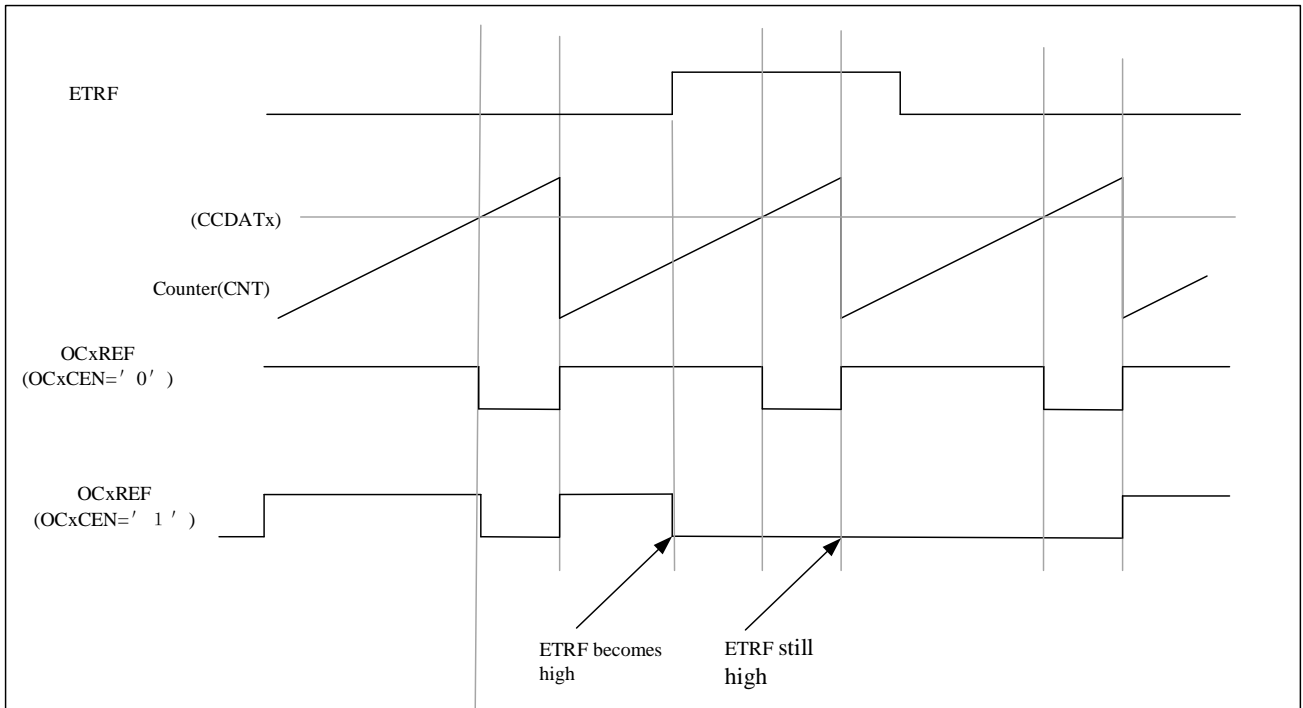 ETRF
(CCDATx)
Counter(CNT)
OCxREF
(OCxCEN=′ 0′ )
OCxREF
(OCxCEN=′ 1 ′ )
ETRF becomes
high
ETRF still
high